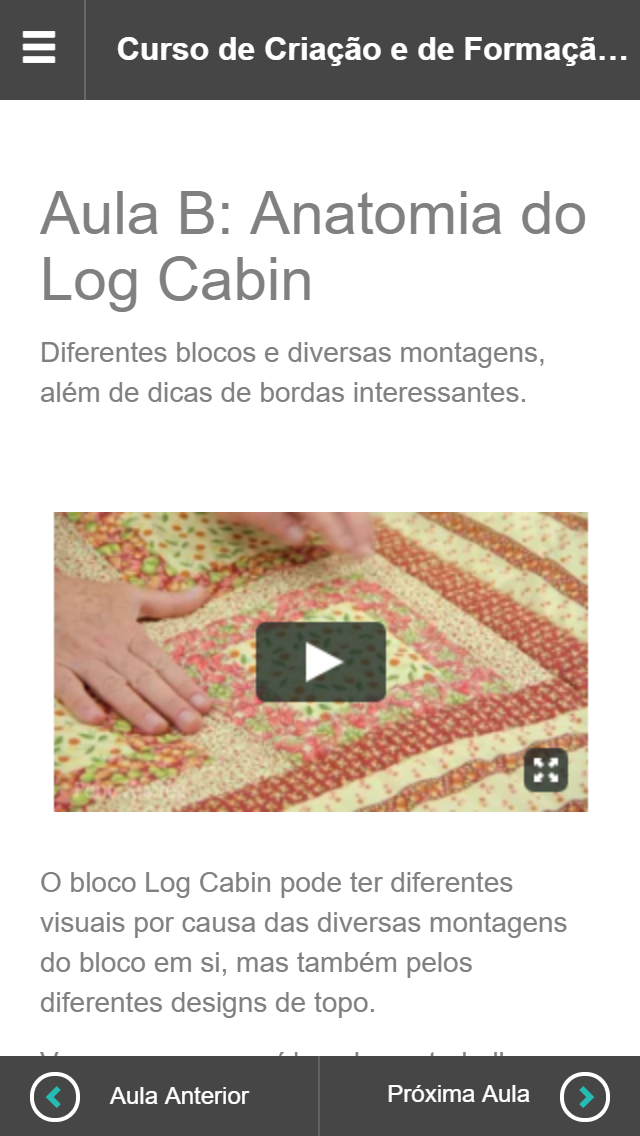 Curso de Criação e de Formaçã...
Aula B: Anatomia do
Log Cabin
Diferentes blocos e diversas montagens,
além de dicas de bordas interessantes.
O bloco Log Cabin pode ter diferentes
visuais por causa das diversas montagens
do bloco em si, mas também pelos
diferentes designs de topo.
Aula Anterior
Próxima Aula